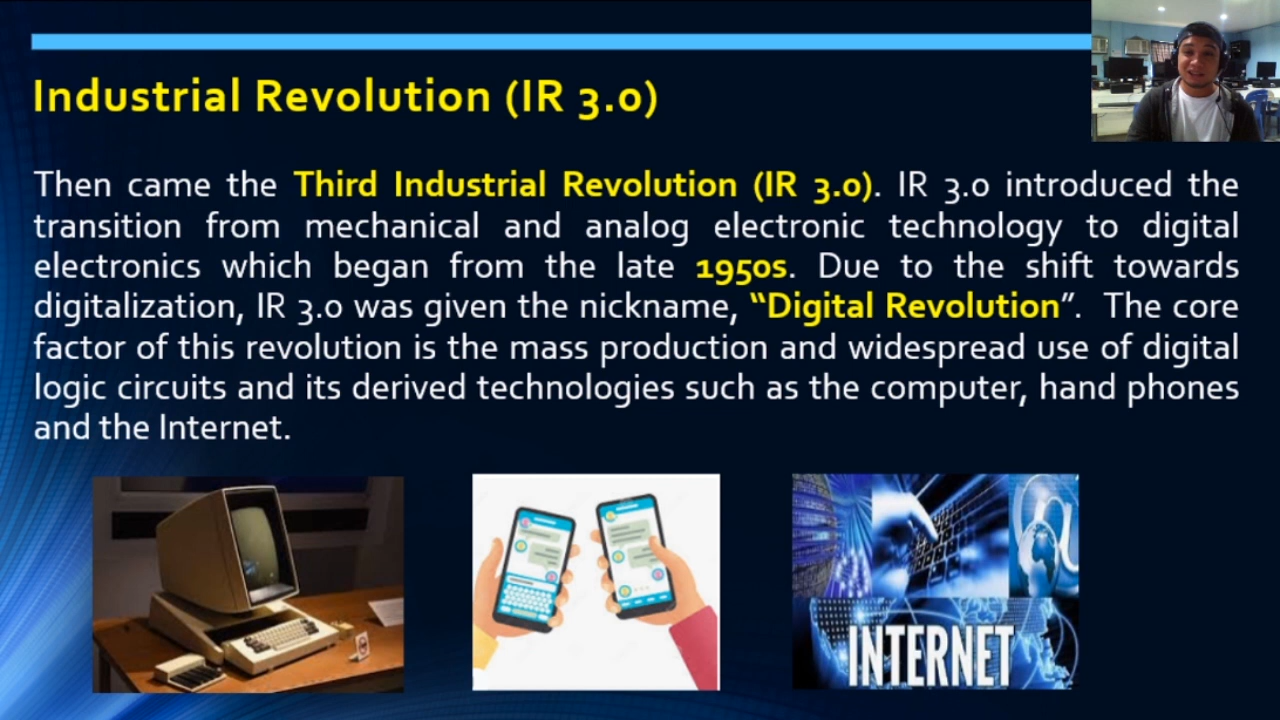 Industrial Revolution (IR 3.0)
Then came the Third Industrial Revolution (IR 3.0). IR 3.0 introduced the
transition from mechanical and analog electronic technology to digital
electronics which began from the late 1950s. Due to the shift towards
digitalization, IR 3.0 was given the nickname, “Digital Revolution”. The core
factor of this revolution is the mass production and widespread use of digital
logic circuits and its derived technologies such as the computer, hand phones
and the Internet.
INTERNET